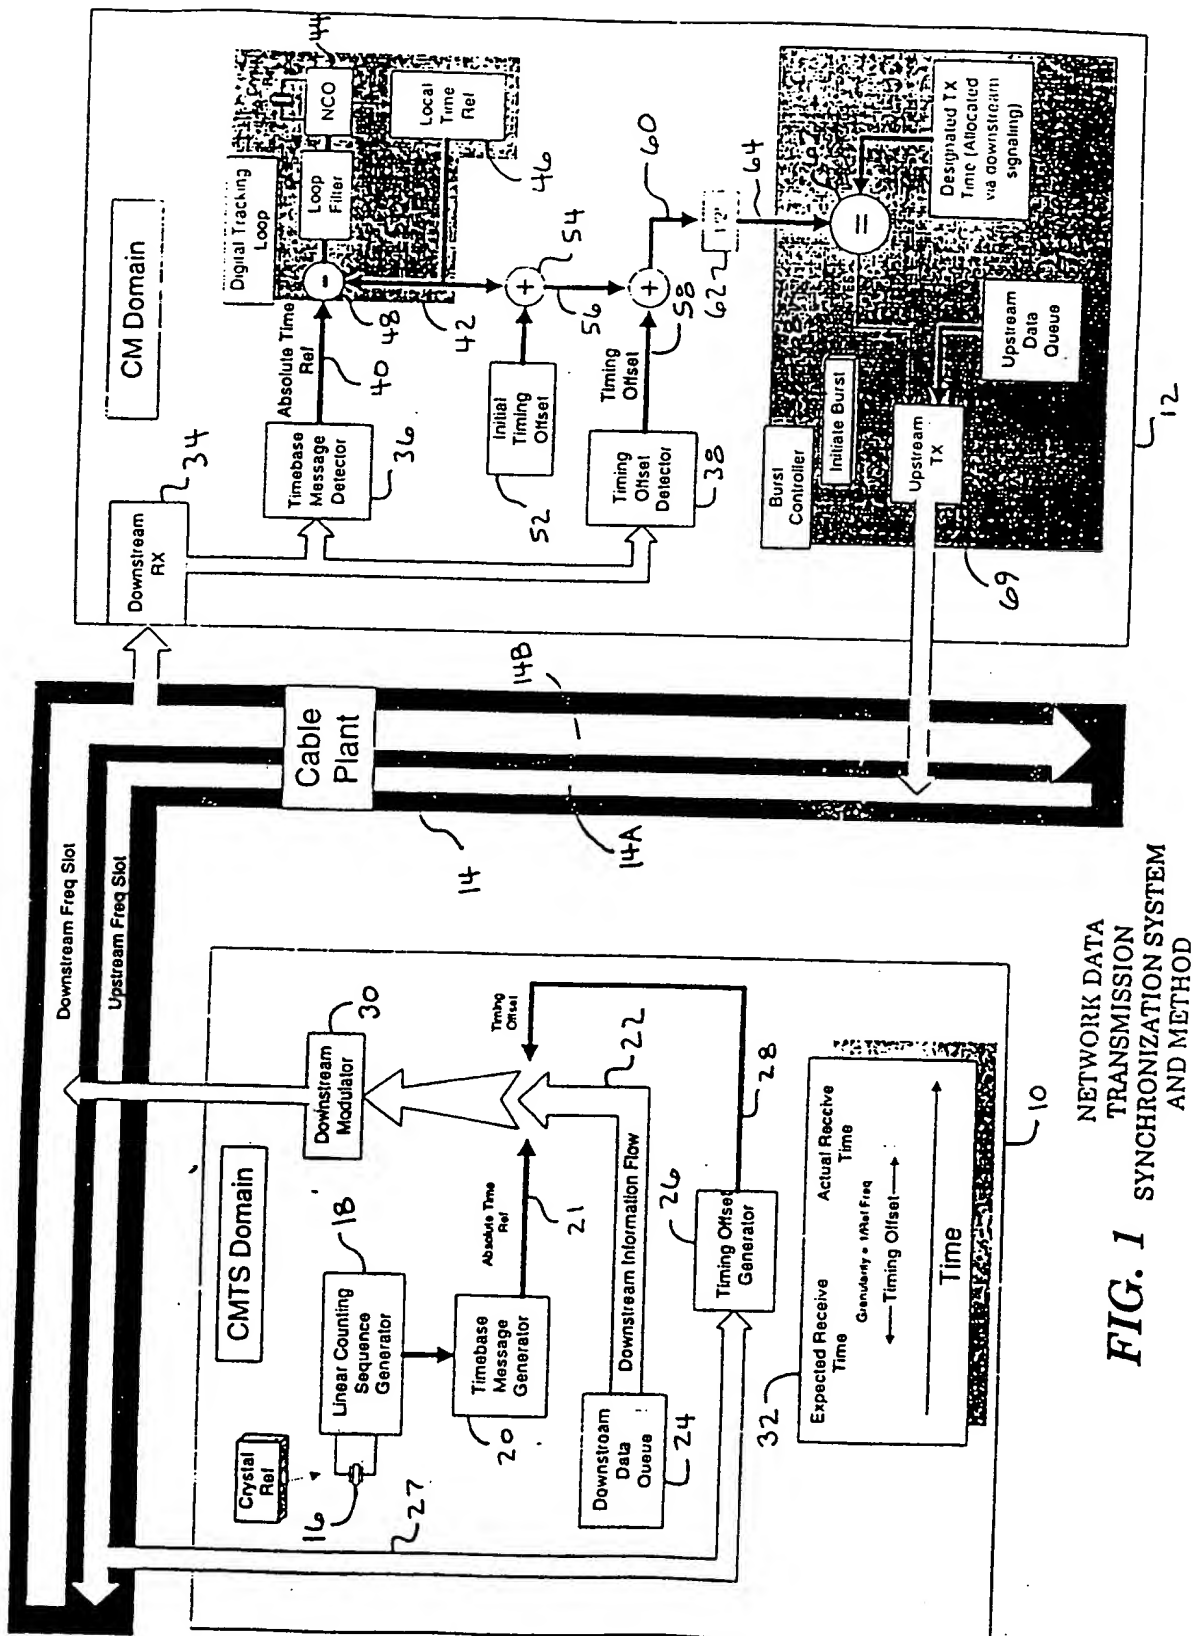 Downstream Freq Slot
Upstream Freq Slot
Cable
Plant
14
14A
14B
CMTS Domain
Crystal
Ref
16
Linear Counting
Sequence
Generator
18
Timebase
Message
Generator
20
Absolute Time
Ref
21
Downstream
Modulator
30
Timing
Offset
22
Downstream Information Flow
Downstream
Data
Queue
24
Timing Offset
Generator
26
27
28
32
Expected Receive
Time
Actual Receive
Time
Granularity = 1/Ref Freq
Timing Offset
Time
10
CM Domain
Downstream
RX
34
Timebase
Message
Detector
36
Absolute Time
Ref
40
Digital Tracking
Loop
Loop
Filter
NCO
44
Local
Time
Ref
46
-
48
42
Initial
Timing
Offset
52
+
54
56
Timing
Offset
Detector
38
Timing
Offset
58
+
60
62
64
Burst
Controller
Initiate Burst
YES
=
Designated TX
Time (Allocated
via downstream
signaling)
Upstream
Data
Queue
Upstream
TX
69
12
FIG. 1
NETWORK DATA
TRANSMISSION
SYNCHRONIZATION SYSTEM
AND METHOD